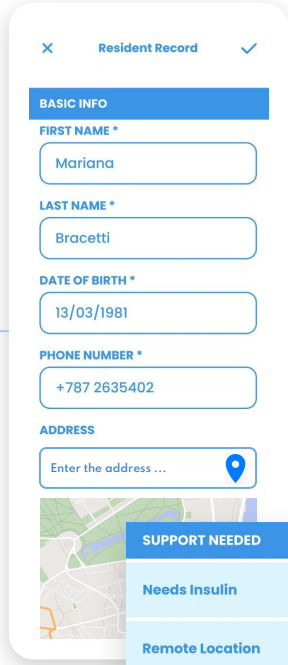 Resident Record
BASIC INFO
FIRST NAME *
Mariana
LAST NAME *
Bracetti
DATE OF BIRTH *
13/03/1981
PHONE NUMBER *
+787 2635402
ADDRESS
Enter the address ...
SUPPORT NEEDED
Needs Insulin
Remote Location